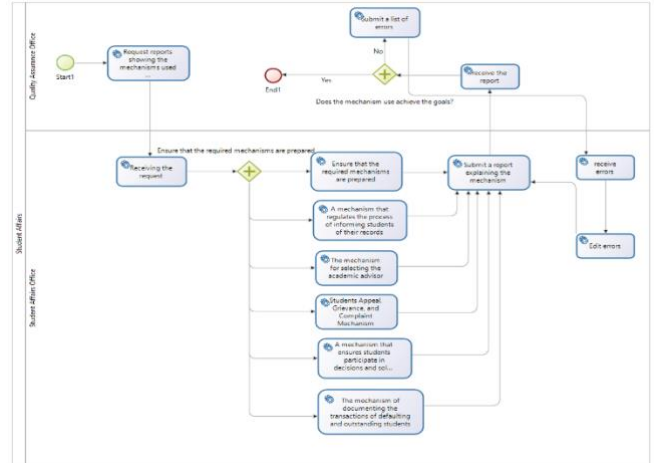 Student Affairs
Quality Assurance Office
Start1
Request reports
showing the
mechanisms used
...
Submit a list of
errors
No
Yes
End1
Receive the
report
Does the mechanism use achieve the goals?
Student Affairs Office
Receiving the
request
Ensure that the required mechanisms are prepared
Ensure that the
required mechanisms
are prepared
Submit a report
explaining the
mechanism
receive
errors
A mechanism that
regulates the process
of informing students
of their records
Edit errors
The mechanism
for selecting the
academic advisor
Students Appeal,
Grievance, and
Complaint
Mechanism
A mechanism that
ensures students
participate in
decisions and sol...
The mechanism of
documenting the
transactions of defaulting
and outstanding students